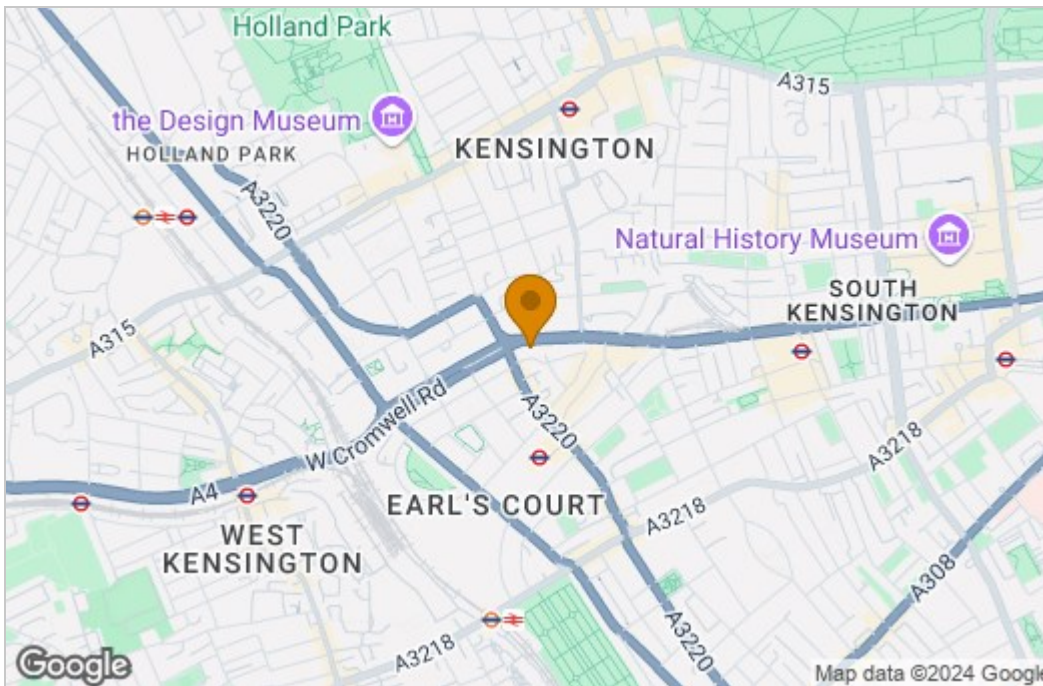 Holland Park
A315
the Design Museum
HOLLAND PARK
KENSINGTON
A3220
Natural History Museum
SOUTH
KENSINGTON
A315
W Cromwell Rd
A3220
A3218
A4
EARL'S COURT
A3218
WEST
KENSINGTON
A308
A3220
A3218
Google
Map data ©2024 Google